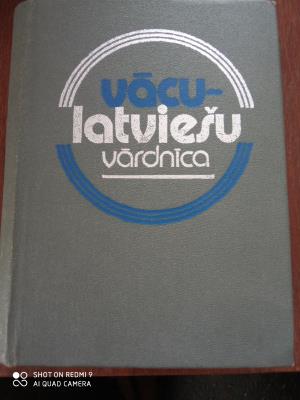 vācu-
latviešu
vārdnīca
SHOT ON REDMI 9
AI QUAD CAMERA